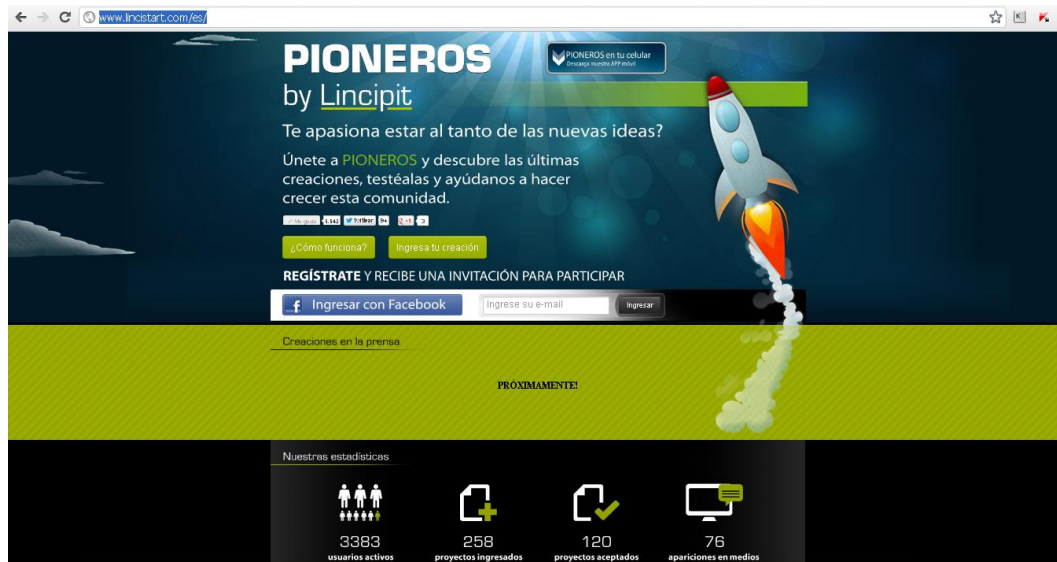 www.lincistart.com/es/
PIONEROS
PIONEROS en tu celular
Descarga nuestra APP móvil
by Lincipit
Te apasiona estar al tanto de las nuevas ideas?
Únete a PIONEROS y descubre las últimas
creaciones, testéalas y ayúdanos a hacer
crecer esta comunidad.
¿Cómo funciona? Ingresa tu creación
REGÍSTRATE Y RECIBE UNA INVITACIÓN PARA PARTICIPAR
f Ingresar con Facebook Ingrese su e-mail Ingresar
Creaciones en la prensa
PRÓXIMAMENTE!
Nuestras estadísticas
3383 258 120 76
usuarios activos proyectos ingresados proyectos aceptados apariciones en medios